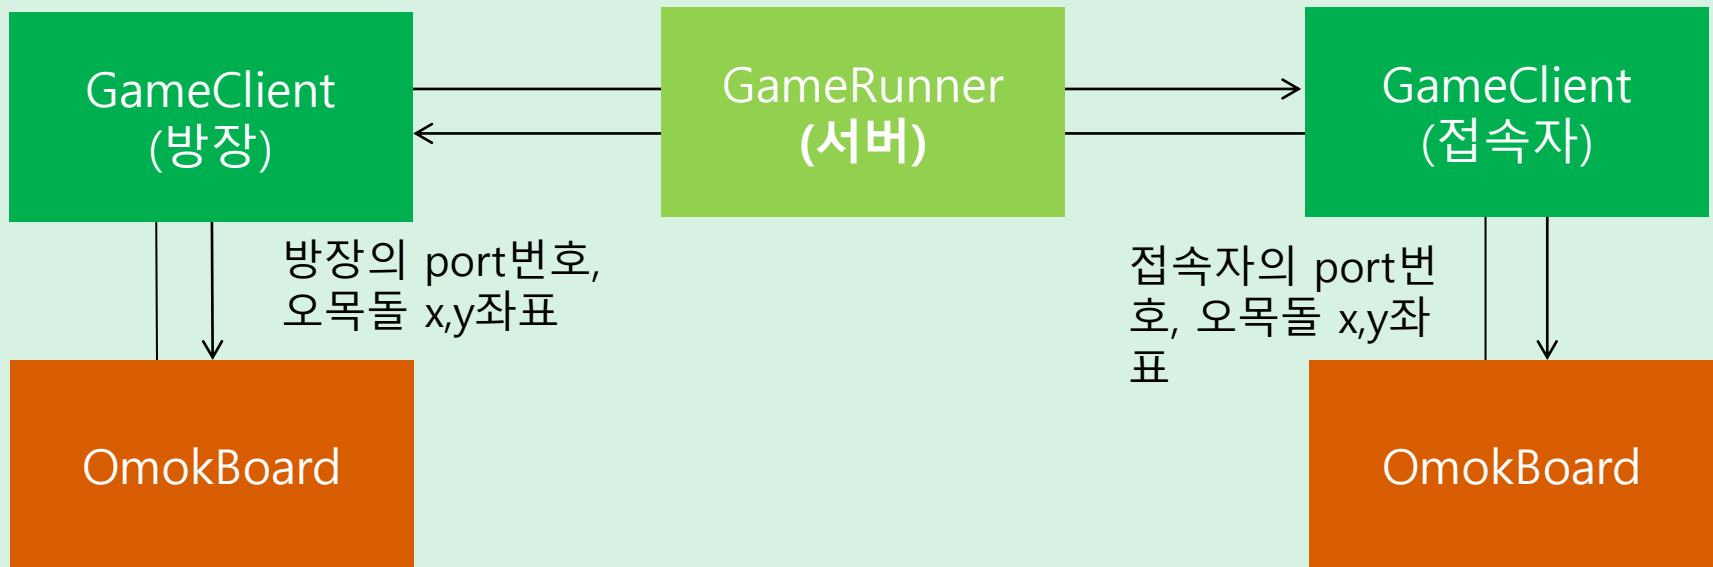 GameClient
(방장)
GameRunner
(서버)
GameClient
(접속자)
방장의 port번호,
오목돌 x,y좌표
접속자의 port번
호, 오목돌 x,y좌
표
OmokBoard
OmokBoard